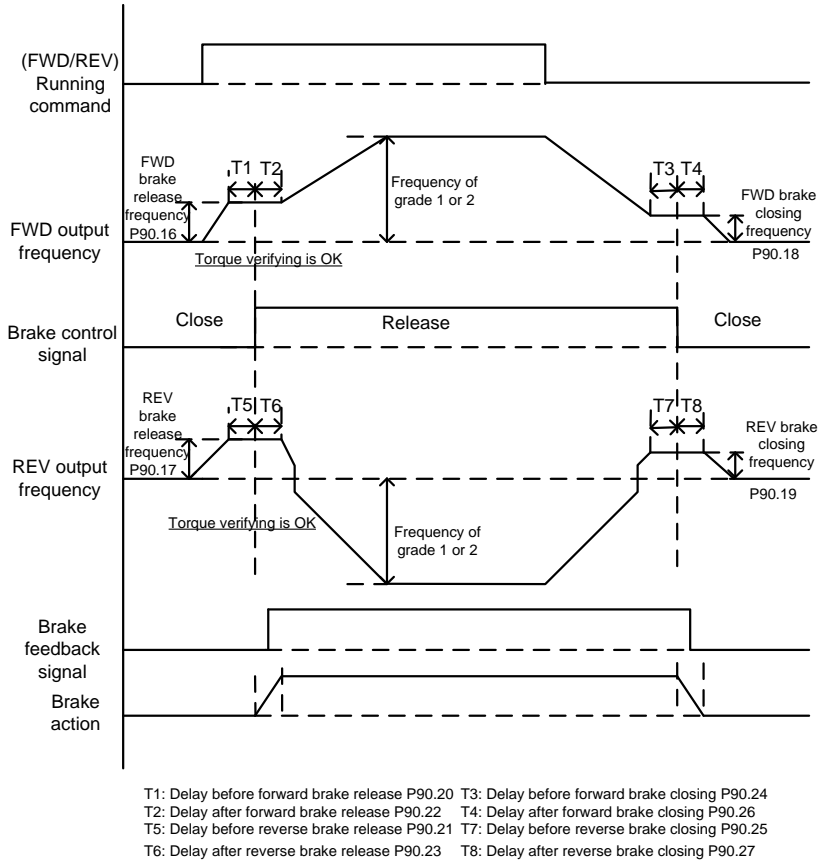 (FWD/REV)
Running
command
FWD
brake
release
frequency
P90.16
T1 T2
Frequency of
grade 1 or 2
T3 T4
FWD brake
closing
frequency
P90.18
FWD output
frequency
Torque verifying is OK
Close
Release
Close
Brake control
signal
REV
brake
release
frequency
P90.17
T5 T6
T7 T8
REV brake
closing
frequency
P90.19
REV output
frequency
Torque verifying is OK
Frequency of
grade 1 or 2
Brake
feedback
signal
Brake
action
T1: Delay before forward brake release P90.20 T3: Delay before forward brake closing P90.24
T2: Delay after forward brake release P90.22 T4: Delay after forward brake closing P90.26
T5: Delay before reverse brake release P90.21 T7: Delay before reverse brake closing P90.25
T6: Delay after reverse brake release P90.23 T8: Delay after reverse brake closing P90.27